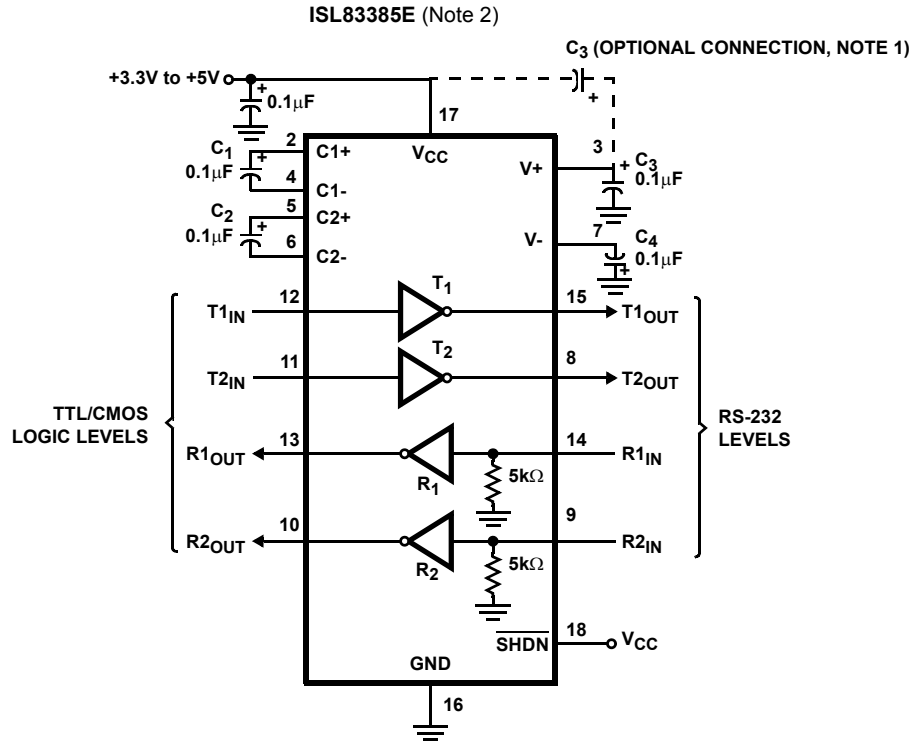 ISL83385E (Note 2)
C3 (OPTIONAL CONNECTION, NOTE 1)
+3.3V to +5V
+
0.1μF
+
17
2
C1
+
0.1μF
C1+
VCC
V+
3
+
C3
0.1μF
4
C1-
5
C2
+
0.1μF
C2+
6
C2-
V-
7
C4
0.1μF
+
T1IN
12
T1
15
T1OUT
T2IN
11
T2
8
T2OUT
TTL/CMOS
LOGIC LEVELS
RS-232
LEVELS
R1OUT
13
R1
5kΩ
14
R1IN
R2OUT
10
R2
5kΩ
9
R2IN
SHDN
18
VCC
GND
16